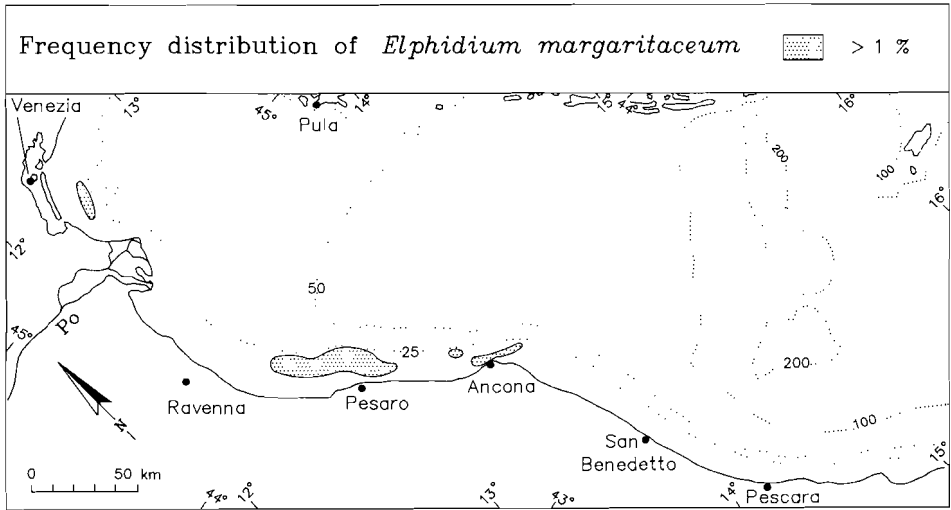 Frequency distribution of Elphidium margaritaceum > 1 %
Venezia
13°
45°
14°
Pula
15°
44°
16°
200
100
16°
12°
50
45°
Po
25
200
Ravenna
Pesaro
Ancona
N
100
San
Benedetto
15°
0 50 km
44°
12°
13°
43°
14°
Pescara